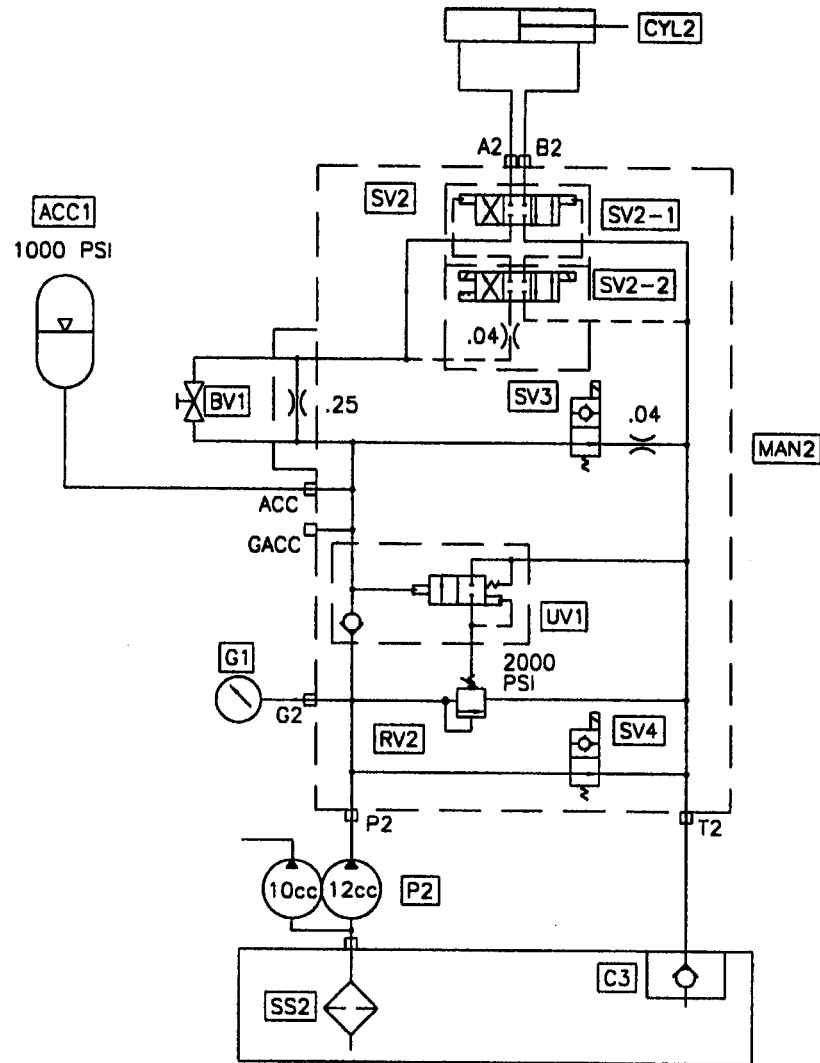 CYL2
A2 B2
SV2
SV2-1
ACC1
1000 PSI
SV2-2
.04
BV1
.25
SV3
.04
MAN2
ACC
GACC
UV1
G1
2000
PSI
G2
RV2
SV4
P2
T2
10cc
12cc
P2
C3
SS2